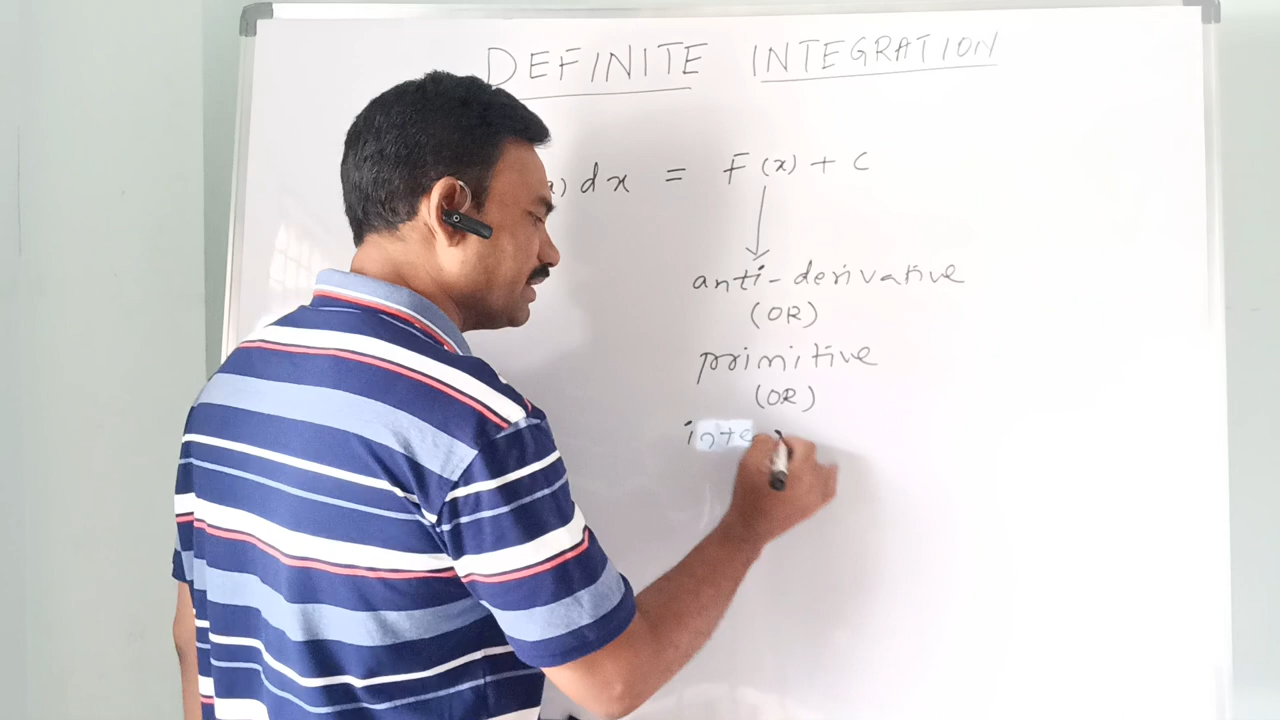 DEFINITE INTEGRATION
) dx = F(x) + C
anti-derivative
(OR)
primitive
(OR)
inte